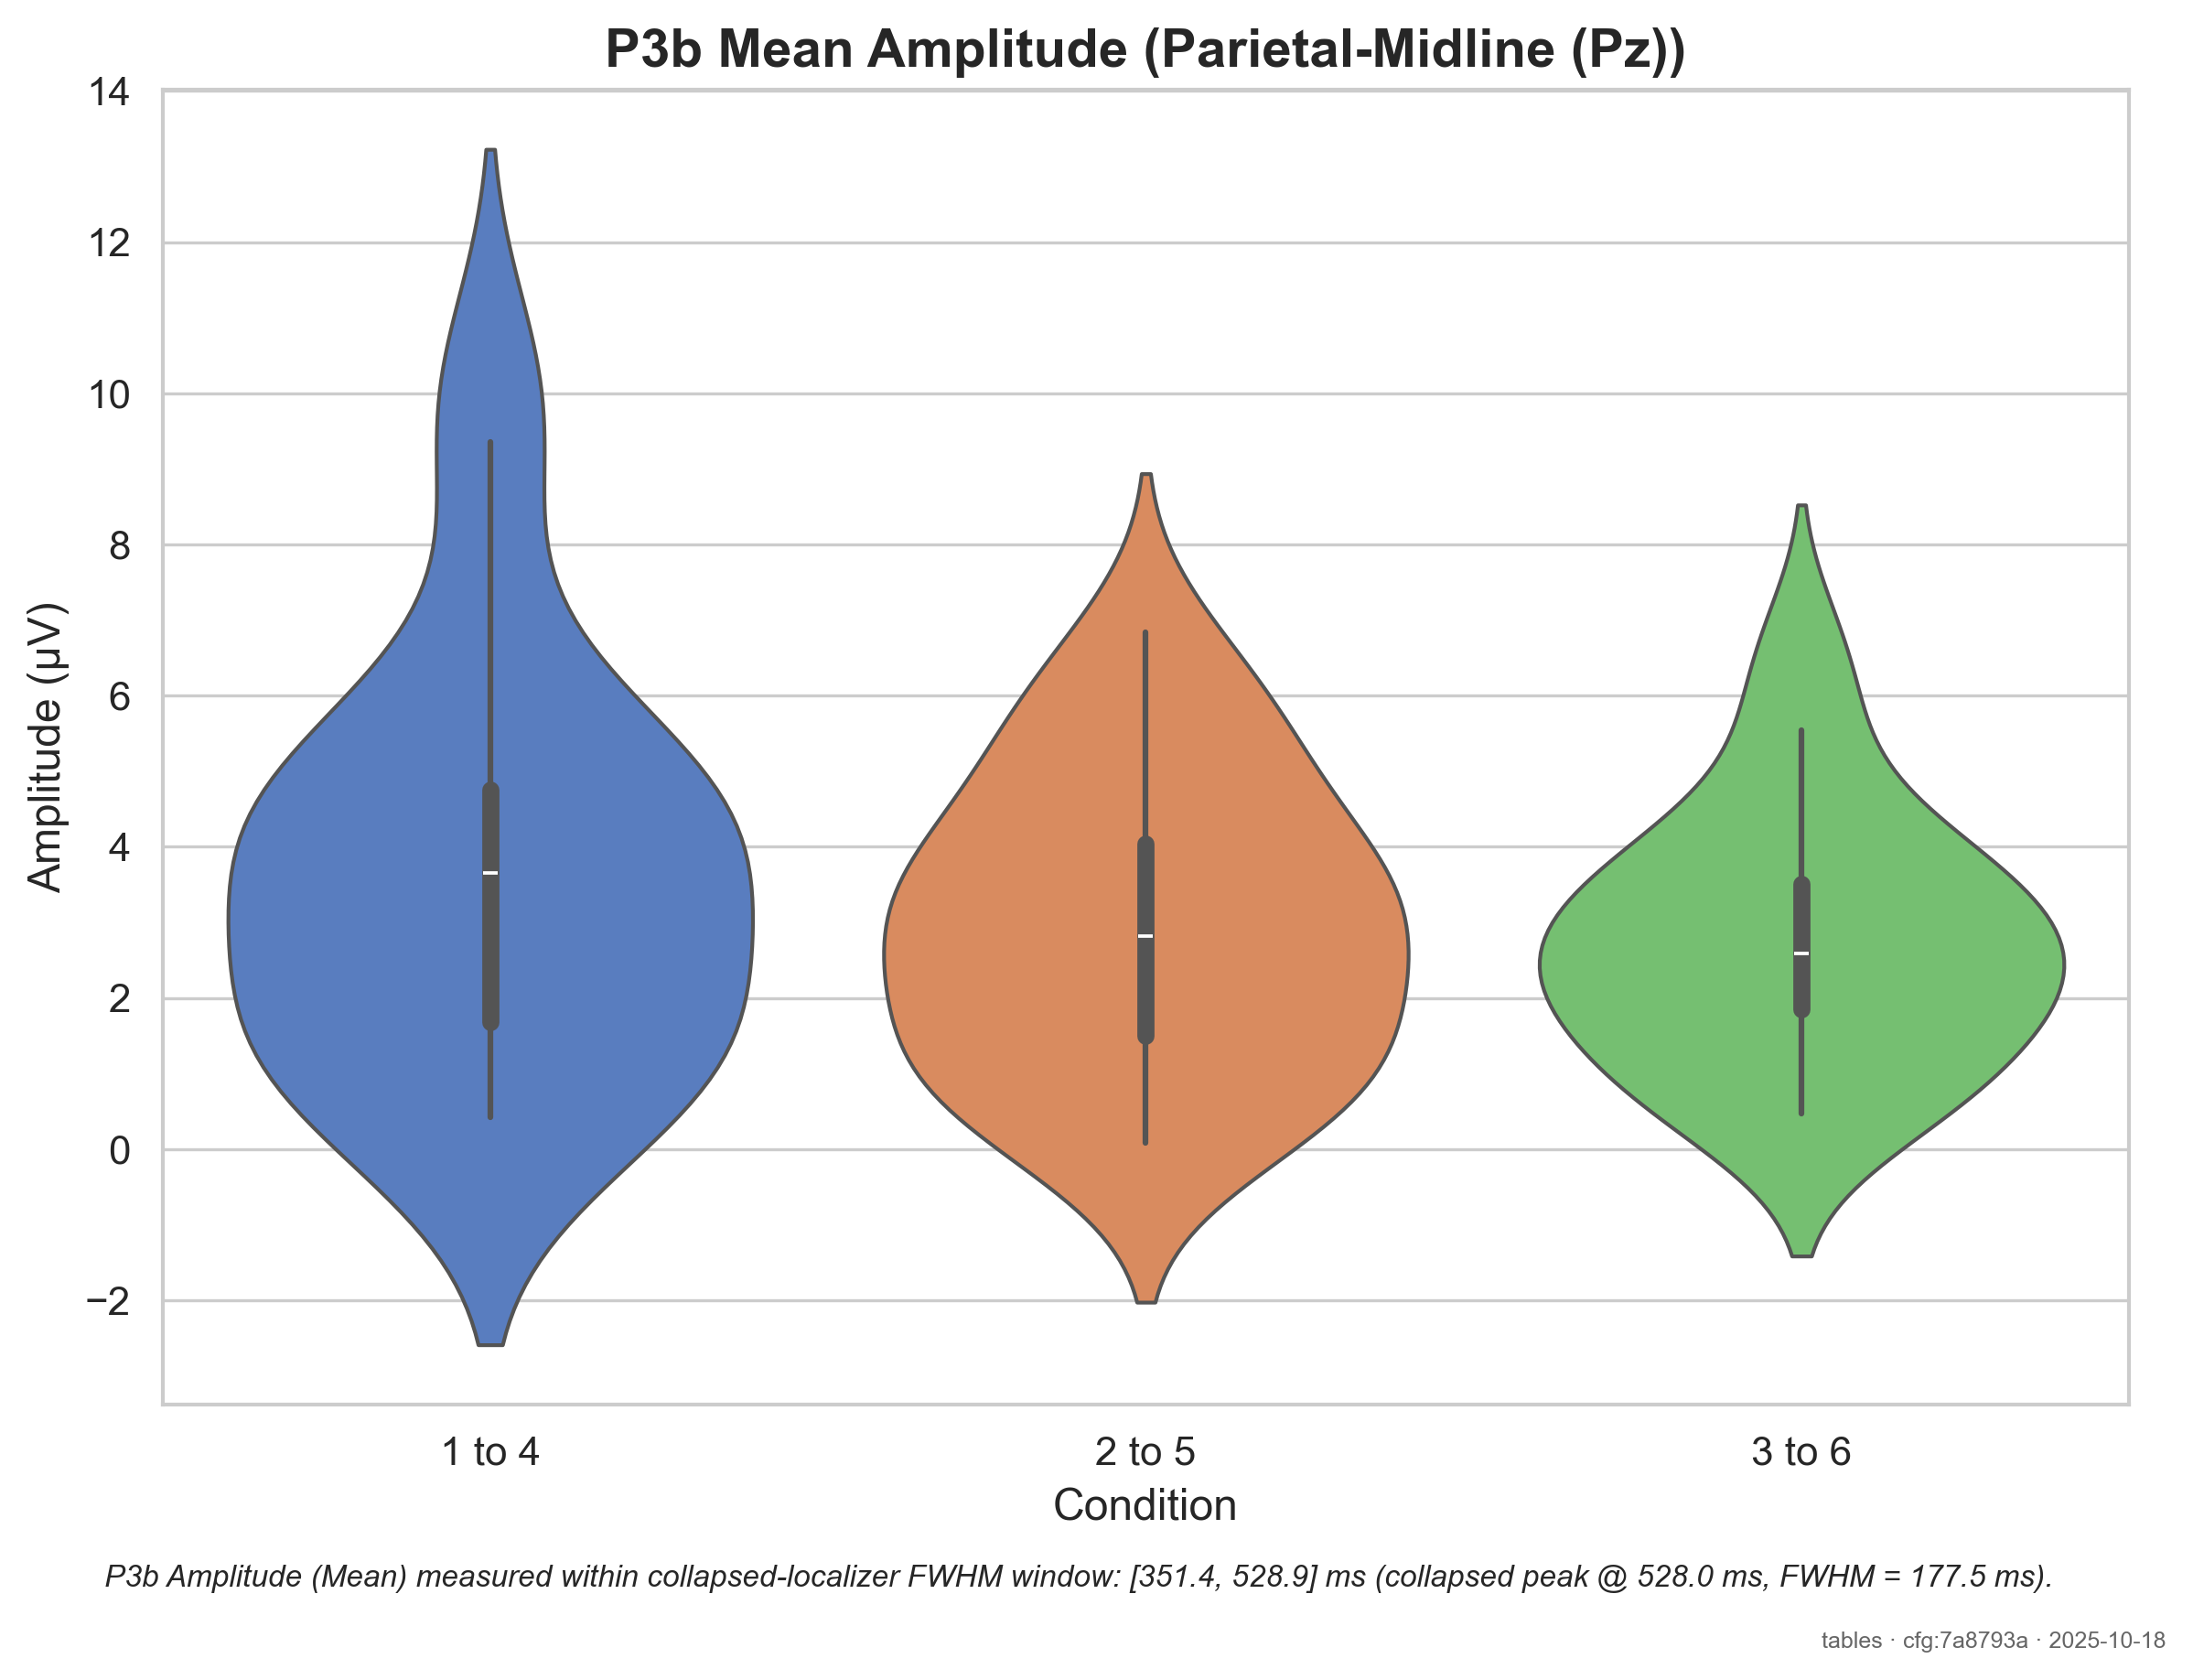 P3b Mean Amplitude (Parietal-Midline (Pz))
14
12
10
8
6
4
2
0
−2
Amplitude (µV)
1 to 4
2 to 5
3 to 6
Condition
P3b Amplitude (Mean) measured within collapsed-localizer FWHM window: [351.4, 528.9] ms (collapsed peak @ 528.0 ms, FWHM = 177.5 ms).
tables · cfg:7a8793a · 2025-10-18